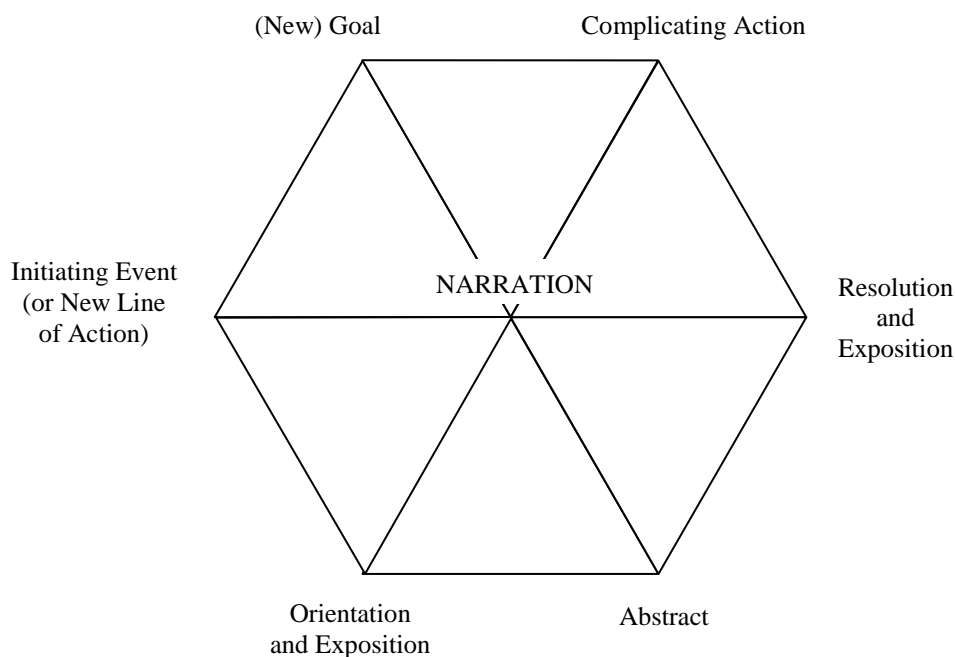 (New) Goal
Complicating Action
Initiating Event
(or New Line
of Action)
NARRATION
Resolution
and
Exposition
Orientation
and Exposition
Abstract